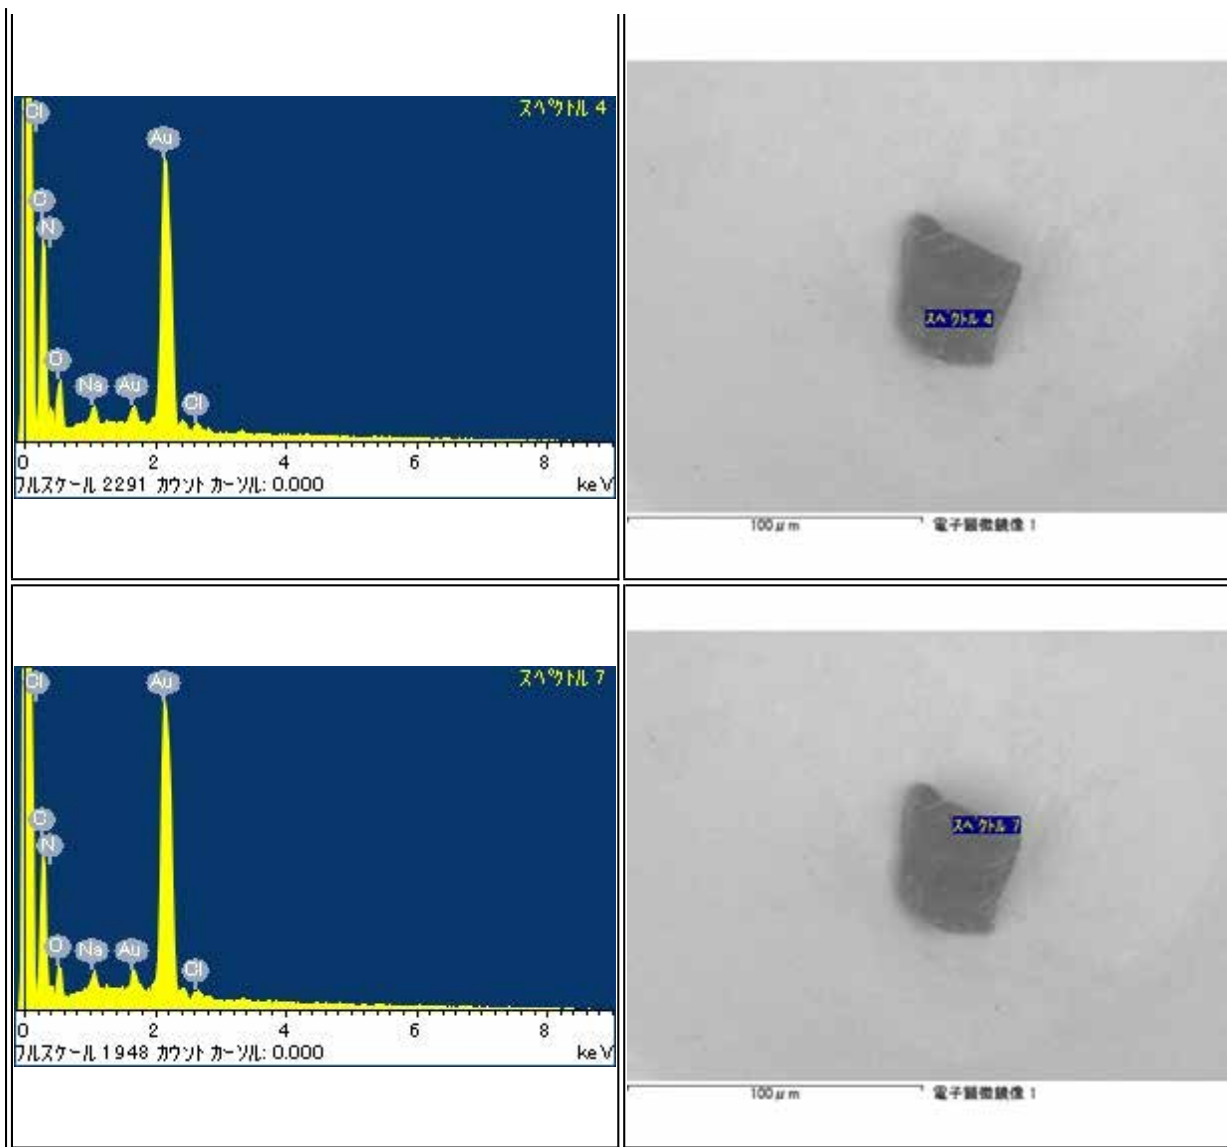 スペクトル 4
Cl
Au
C
N
O
Na
Au
Cl
0 2 4 6 8
フルスケール 2291 カウント カーソル: 0.000 keV
スペクトル 4
100μm 電子顕微鏡像 1
スペクトル 7
Cl
Au
C
N
O
Na
Au
Cl
0 2 4 6 8
フルスケール 1948 カウント カーソル: 0.000 keV
スペクトル 7
100μm 電子顕微鏡像 1